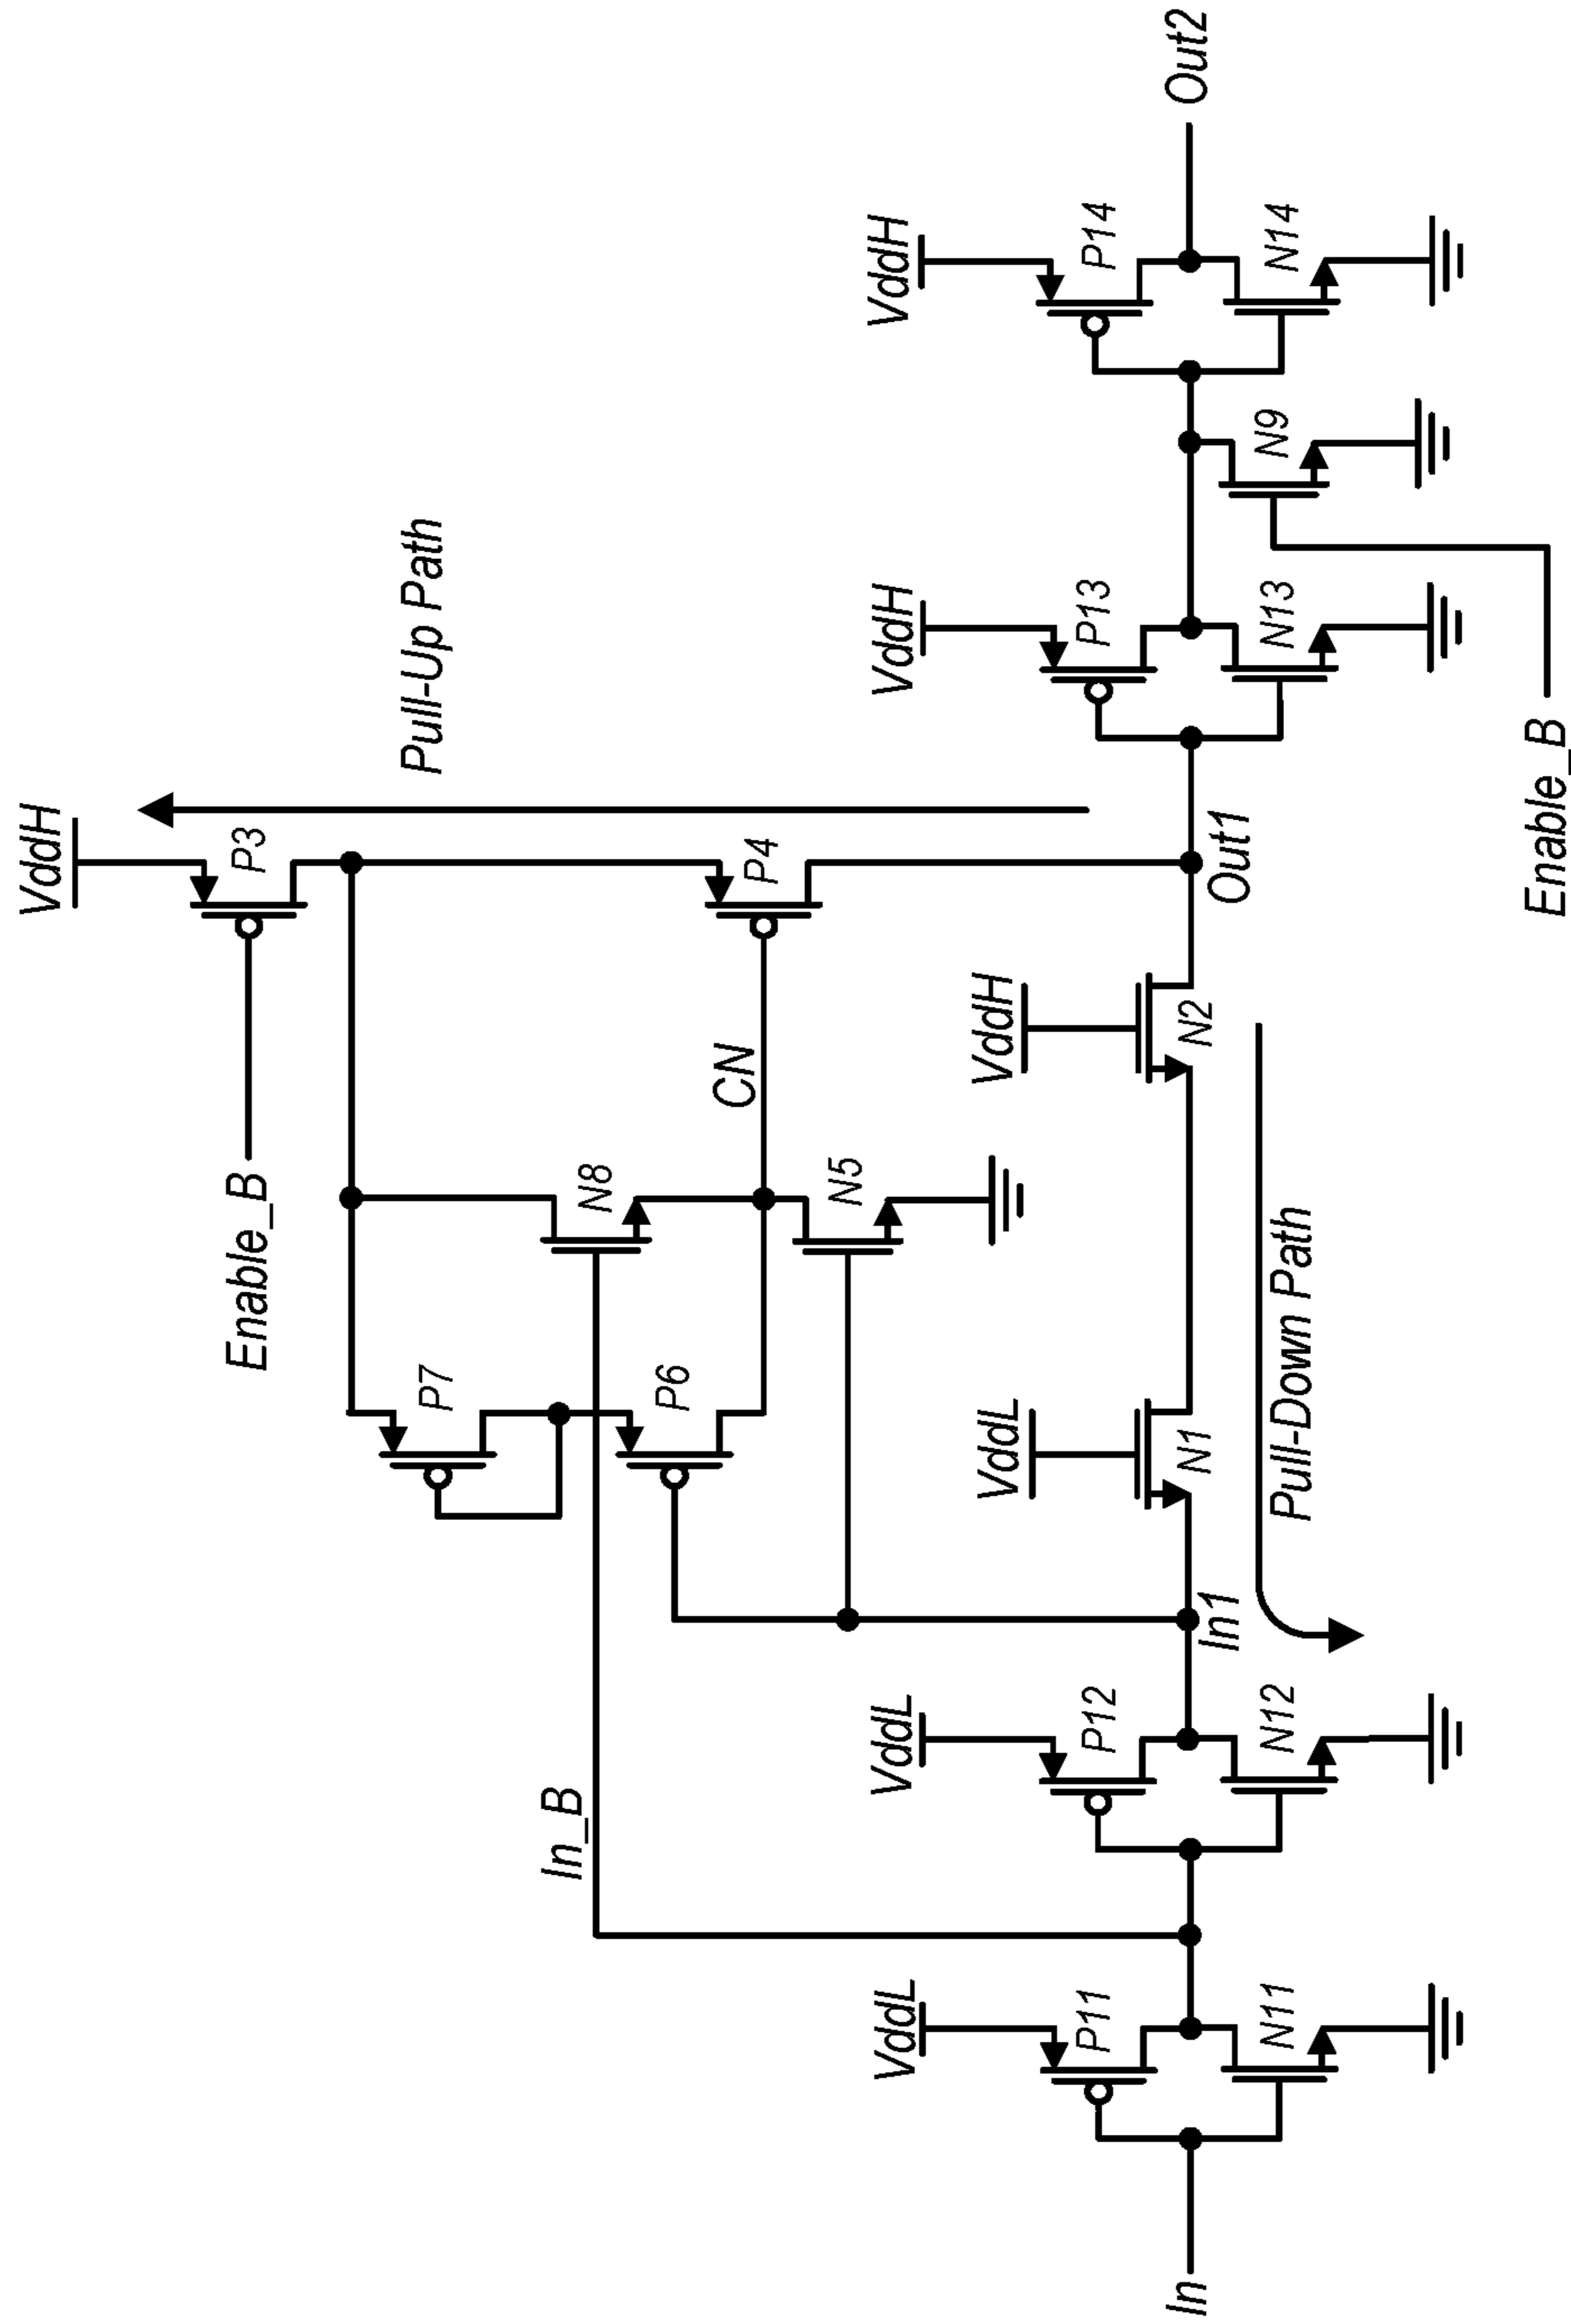 VddH
P3
Enable_B
Pull-Up Path
P7
N8
P6
CN
P4
N5
In_B
VddL
P11
N11
In
VddL
P12
N12
In1
VddL
N1
VddH
N2
Pull-Down Path
Out1
VddH
P13
N13
N9
Enable_B
VddH
P14
N14
Out2